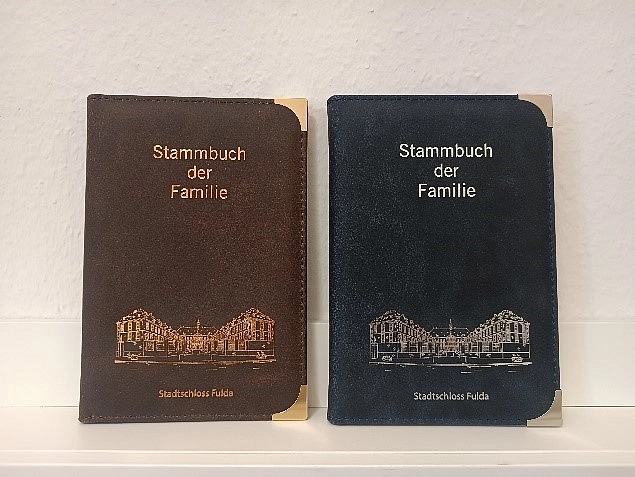 Stammbuch
der
Familie
Stadtschloss Fulda
Stammbuch
der
Familie
Stadtschloss Fulda